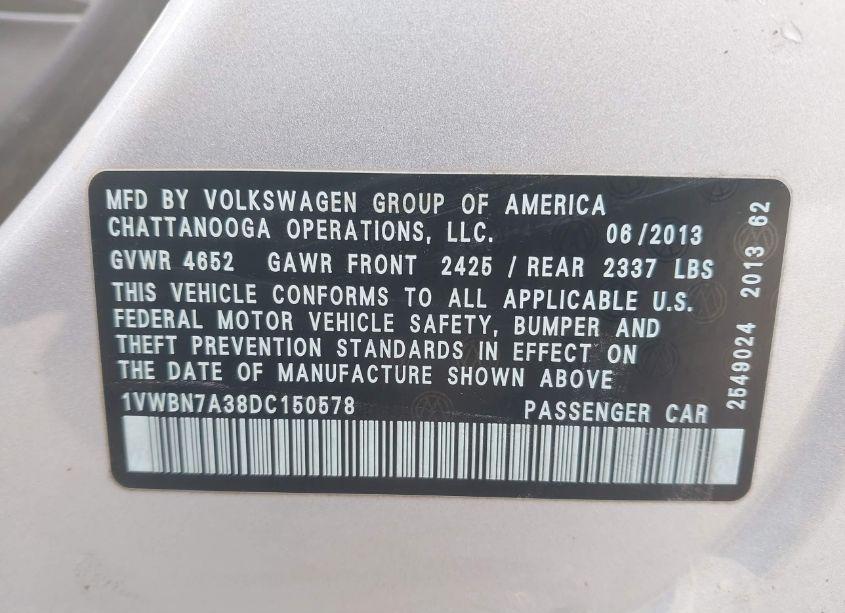 MFD BY VOLKSWAGEN GROUP OF AMERICA
CHATTANOOGA OPERATIONS, LLC. 06/2013
GVWR 4652 GAWR FRONT 2425 / REAR 2337 LBS
THIS VEHICLE CONFORMS TO ALL APPLICABLE U.S.
FEDERAL MOTOR VEHICLE SAFETY, BUMPER AND
THEFT PREVENTION STANDARDS IN EFFECT ON
THE DATE OF MANUFACTURE SHOWN ABOVE
1VWBN7A38DC150578 PASSENGER CAR
2549024 2013 62